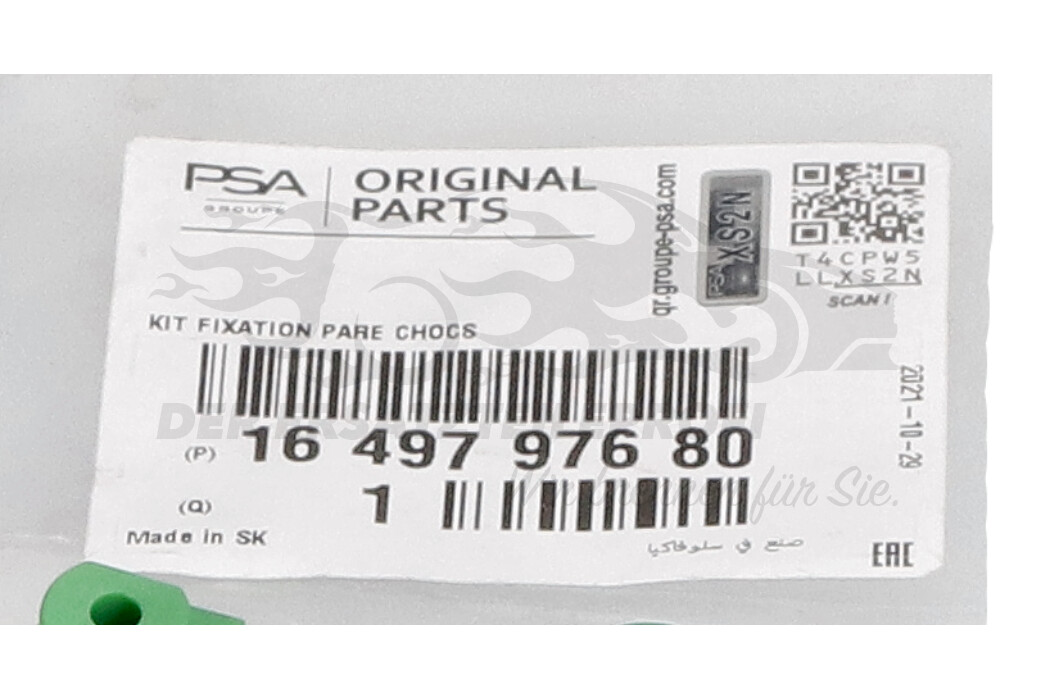 PSA
GROUPE
ORIGINAL
PARTS
qr.groupe-psa.com
PSA XS2N
T4CPW5
LLXS2N
SCAN!
KIT FIXATION PARE CHOCS
2021-10-29
(P) 16 497 976 80
(Q) 1
Made in SK
صنع في سلوفاكيا
EAC
für Sie.